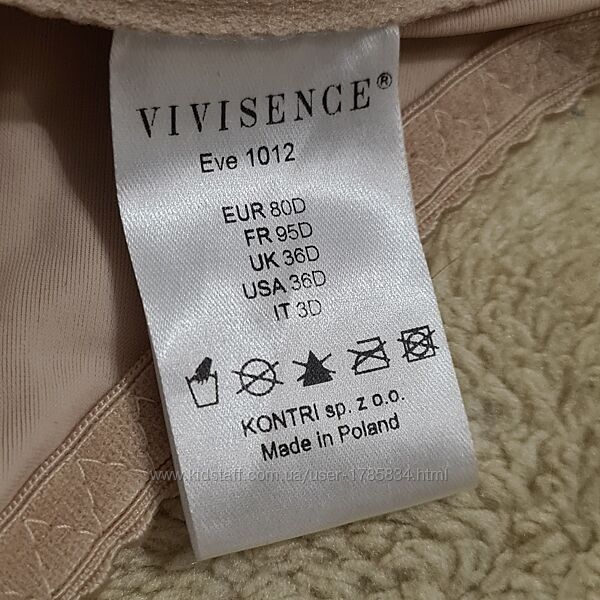 VIVISENCE®
Eve 1012
EUR 80D
FR 95D
UK 36D
USA 36D
IT 3D
KONTRI sp. z o.o.
Made in Poland
www.kidstaff.com.ua/user-1785834.html